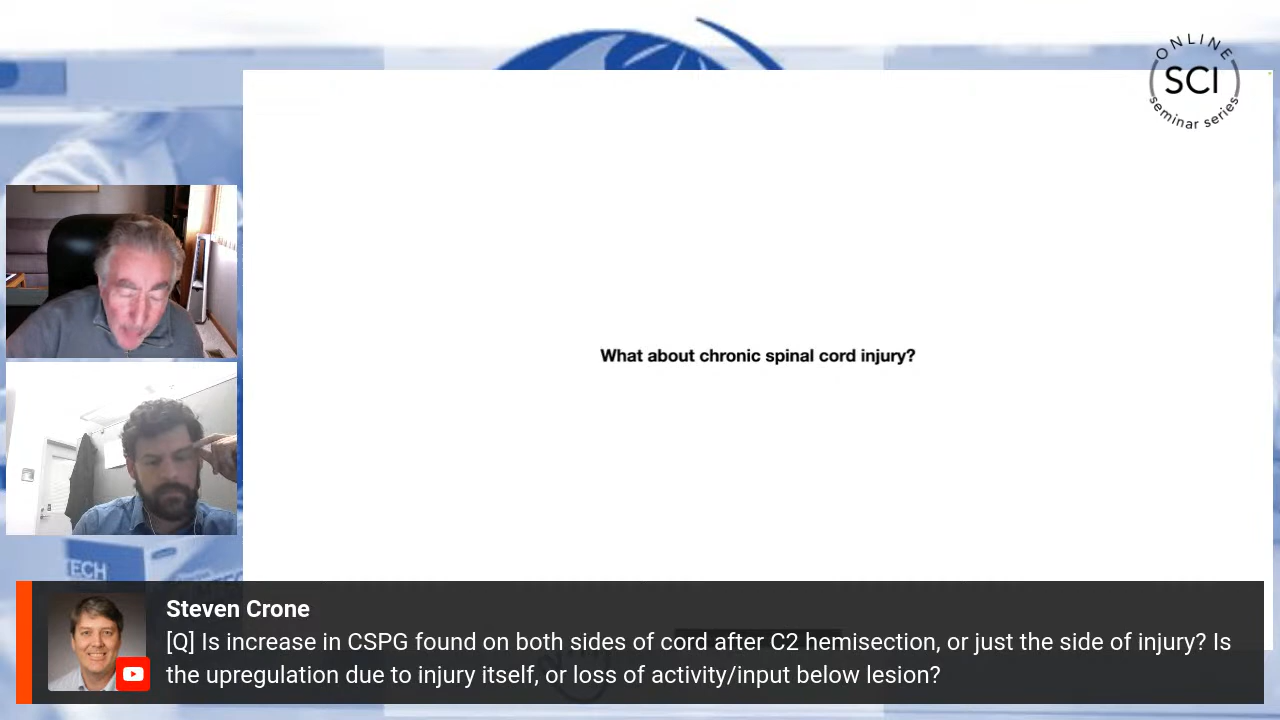 ONLINE
SCI
seminar series
What about chronic spinal cord injury?
TECH
Steven Crone
[Q] Is increase in CSPG found on both sides of cord after C2 hemisection, or just the side of injury? Is
the upregulation due to injury itself, or loss of activity/input below lesion?